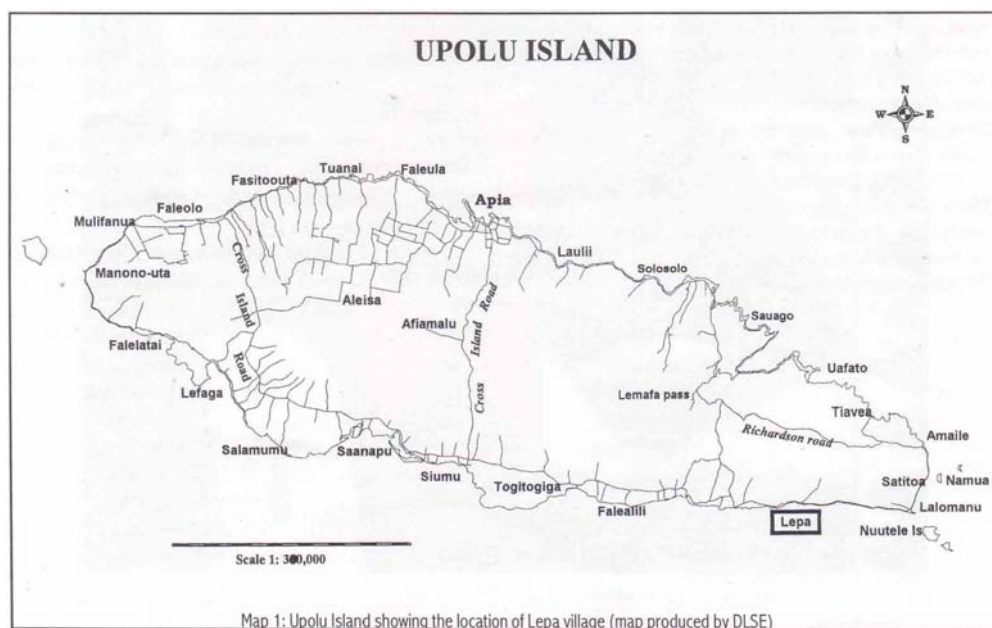 UPOLU ISLAND
N
W E
S
Tuanai
Faleula
Fasitoouta
Apia
Faleolo
Mulifanua
Laulii
Manono-uta
Cross
Island
Road
Solosolo
Aleisa
Cross
Island
Road
Afiamalu
Sauago
Falelatai
Uafato
Lefaga
Lemafa pass
Tiavea
Richardson road
Amaile
Salamumu
Saanapu
Siumu
Satitoa
Namua
Togitogiga
Falealili
Lalomanu
Lepa
Nuutele Is
Scale 1: 300,000
Map 1: Upolu Island showing the location of Lepa village (map produced by DLSE)